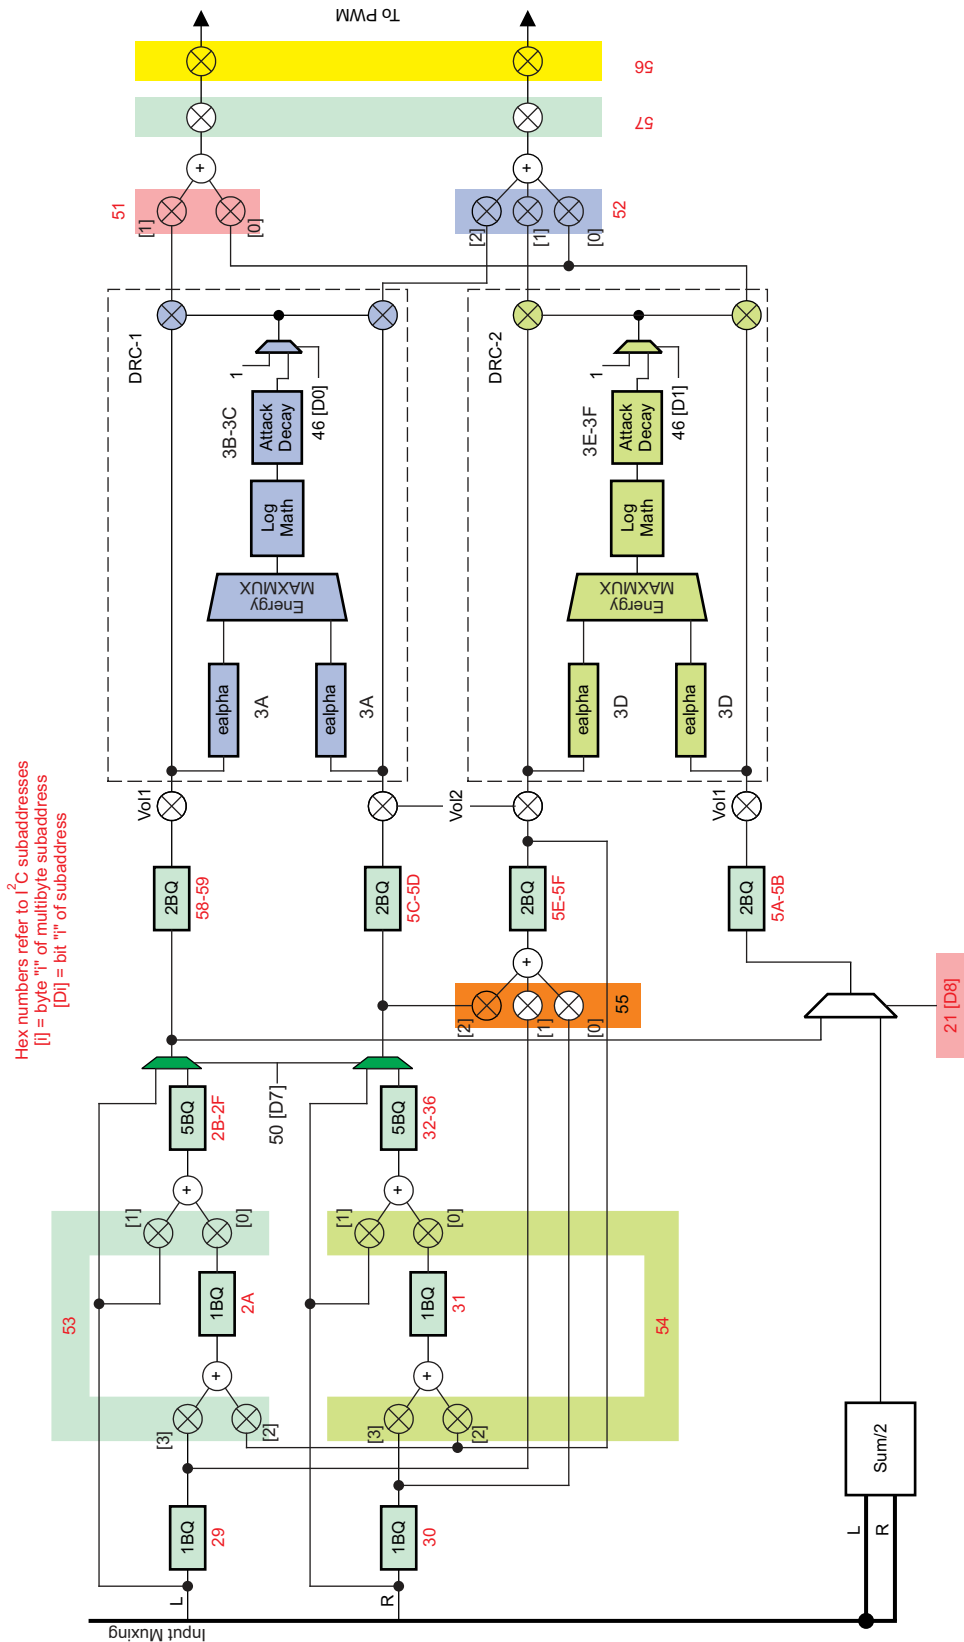 Hex numbers refer to I²C subaddresses
[i] = byte "i" of multibyte subaddress
[Di] = bit "i" of subaddress
Input Muxing
L
R
1BQ
29
1BQ
30
53
[3]
[2]
+
1BQ
2A
[1]
[0]
+
5BQ
2B-2F
54
[3]
[2]
+
1BQ
31
[1]
[0]
+
5BQ
32-36
50 [D7]
L
R
Sum/2
21 [D8]
55
[2]
[1]
[0]
+
2BQ
58-59
2BQ
5C-5D
2BQ
5E-5F
2BQ
5A-5B
Vol1
Vol2
Vol1
DRC-1
ealpha
3A
ealpha
3A
Energy
MAXMUX
Log
Math
Attack
Decay
3B-3C
1
46 [D0]
DRC-2
ealpha
3D
ealpha
3D
Energy
MAXMUX
Log
Math
Attack
Decay
3E-3F
1
46 [D1]
51
[1]
[0]
+
52
[2]
[1]
[0]
+
57
56
To PWM